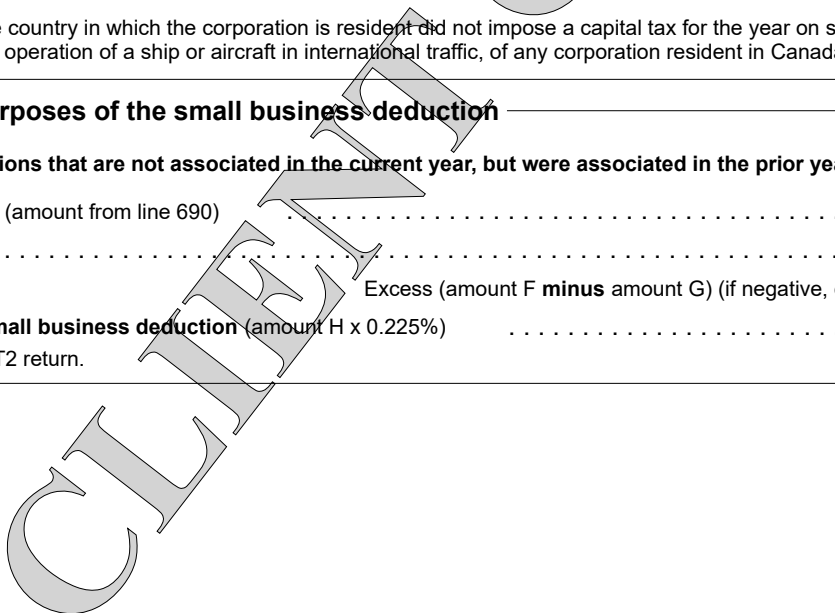 country in which the corporation is resident did not impose a capital tax for the year on
operation of a ship or aircraft in international traffic, of any corporation resident in
rposes of the small business deduction
ions that are not associated in the current year, but were associated in the prior
(amount from line 690)
Excess (amount F minus amount G) (if negative,
mall business deduction (amount H x 0.225%)
T2 return.
CLIENT